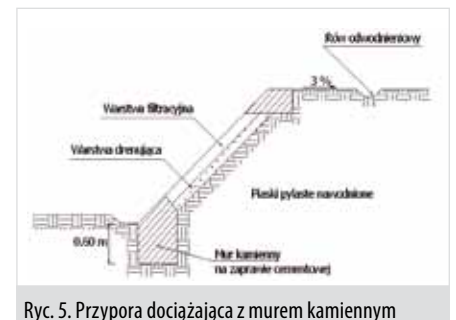 Rów odwodnieniowy
3 %
Warstwa filtracyjna
Warstwa drenująca
Piaski pylaste nawodnione
0.60 m
Mur kamienny
na zaprawie cementowej
Ryc. 5. Przypora dociążająca z murem kamiennym